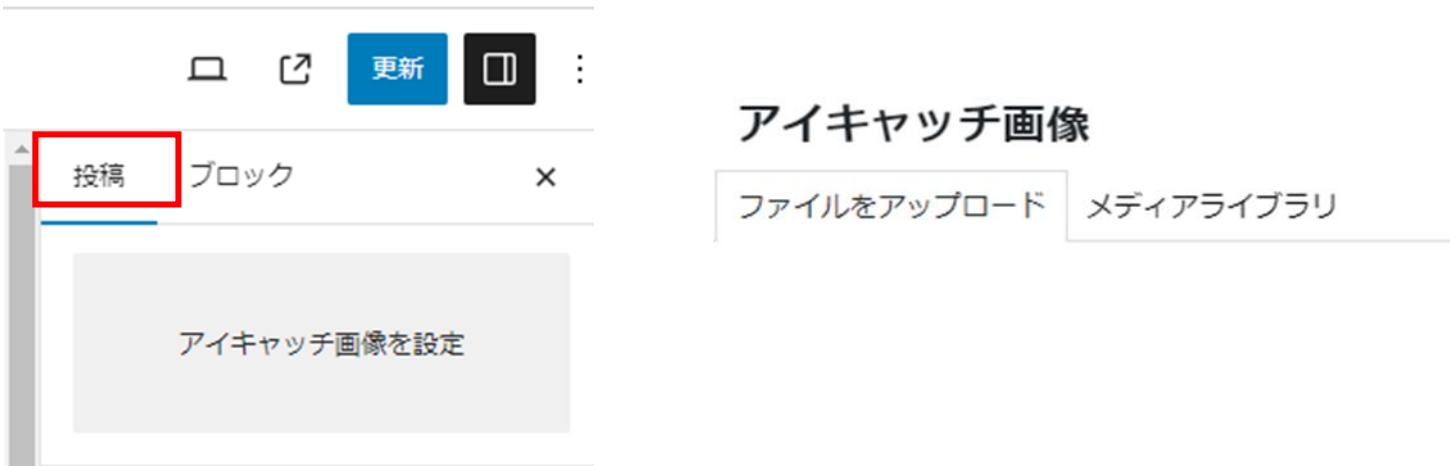 更新
投稿
ブロック
アイキャッチ画像を設定
アイキャッチ画像
ファイルをアップロード
メディアライブラリ